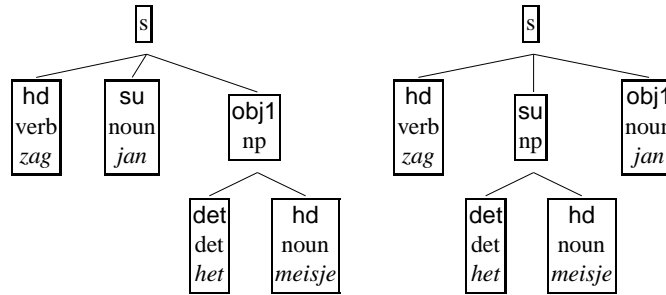 s
s
hd
verb
zag
su
noun
jan
obj1
np
hd
verb
zag
su
np
obj1
noun
jan
det
det
het
hd
noun
meisje
det
det
het
hd
noun
meisje